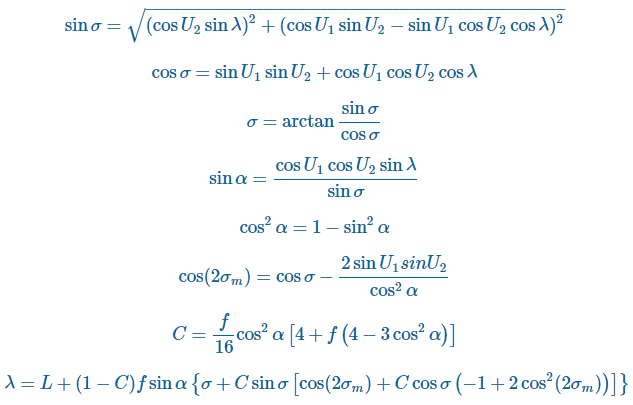 sin σ = √((cos U₂ sin λ)² + (cos U₁ sin U₂ − sin U₁ cos U₂ cos λ)²)
cos σ = sin U₁ sin U₂ + cos U₁ cos U₂ cos λ
σ = arctan (sin σ)/(cos σ)
sin α = (cos U₁ cos U₂ sin λ)/(sin σ)
cos² α = 1 − sin² α
cos(2σₘ) = cos σ − (2 sin U₁sinU₂)/(cos² α)
C = f/16 cos² α [4 + f (4 − 3 cos² α)]
λ = L + (1 − C)f sin α {σ + C sin σ [cos(2σₘ) + C cos σ (−1 + 2 cos²(2σₘ))]}